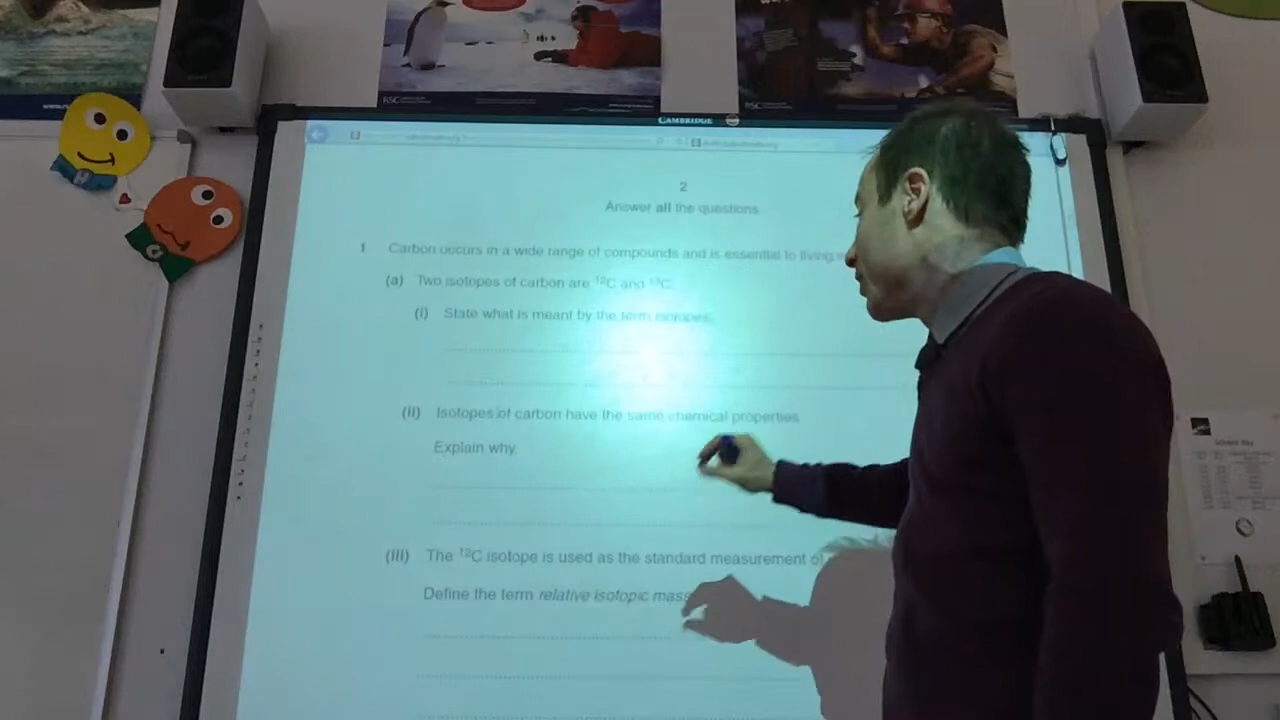 RSC
RSC
CAMBRIDGE
2
Answer all the questions.
1 Carbon occurs in a wide range of compounds and is essential to living
(a) Two isotopes of carbon are ¹²C and ¹³C.
(i) State what is meant by the term isotopes.
(ii) Isotopes of carbon have the same chemical properties.
Explain why.
(iii) The ¹²C isotope is used as the standard measurement of
Define the term relative isotopic mass